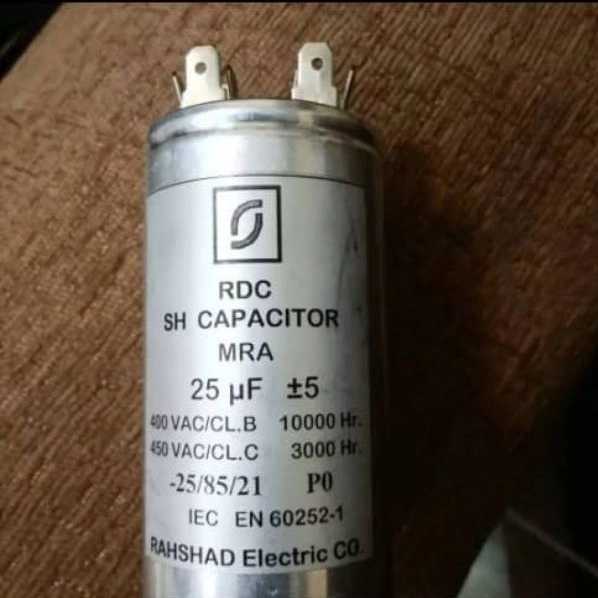 RDC
SH CAPACITOR
MRA
25 µF ±5
400 VAC/CL.B 10000 Hr.
450 VAC/CL.C 3000 Hr.
-25/85/21 P0
IEC EN 60252-1
RAHSHAD Electric CO.